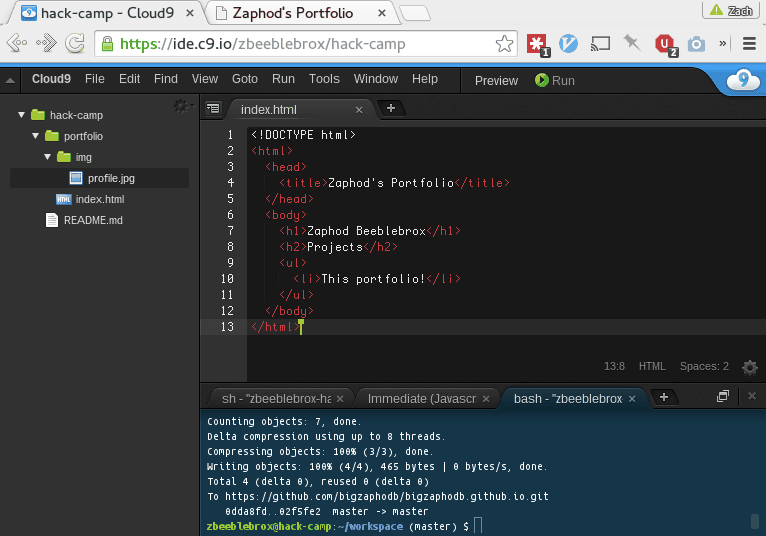 hack-camp - Cloud9 × Zaphod's Portfolio × Zach
https://ide.c9.io/zbeeblebrox/hack-camp 1 2 »
Cloud9 File Edit Find View Goto Run Tools Window Help Preview Run
hack-camp
portfolio
img
profile.jpg
HTML index.html
README.md
index.html × +
1 <!DOCTYPE html>
2 <html>
3 <head>
4 <title>Zaphod's Portfolio</title>
5 </head>
6 <body>
7 <h1>Zaphod Beeblebrox</h1>
8 <h2>Projects</h2>
9 <ul>
10 <li>This portfolio!</li>
11 </ul>
12 </body>
13 </html>
13:8 HTML Spaces: 2
sh - "zbeeblebrox-ha × Immediate (Javascr × bash - "zbeeblebrox × +
Counting objects: 7, done.
Delta compression using up to 8 threads.
Compressing objects: 100% (3/3), done.
Writing objects: 100% (4/4), 465 bytes | 0 bytes/s, done.
Total 4 (delta 0), reused 0 (delta 0)
To https://github.com/bigzaphodb/bigzaphodb.github.io.git
0dda8fd..02f5fe2 master -> master
zbeeblebrox@hack-camp:~/workspace (master) $